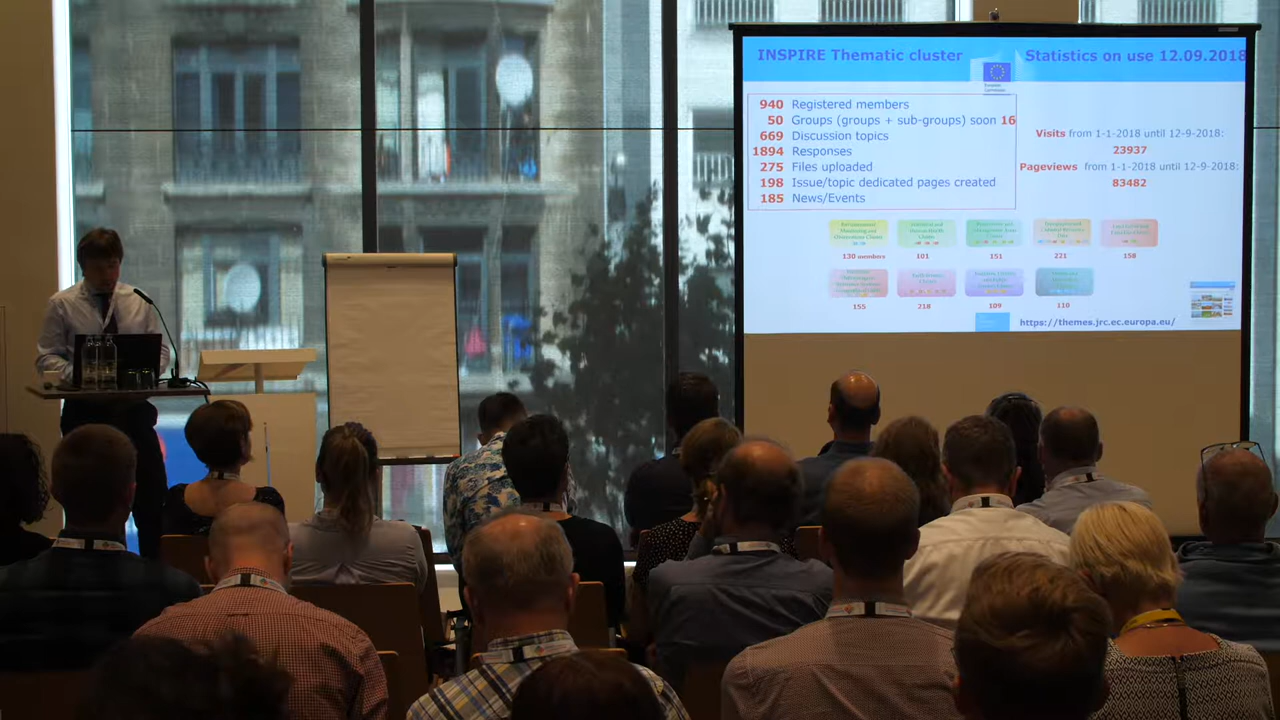 INSPIRE Thematic cluster
Statistics on use 12.09.2018
European
Commission
940 Registered members
50 Groups (groups + sub-groups) soon 16
669 Discussion topics
1894 Responses
275 Files uploaded
198 Issue/topic dedicated pages created
185 News/Events
Visits from 1-1-2018 until 12-9-2018:
23937
Pageviews from 1-1-2018 until 12-9-2018:
83482
130 members
101
151
221
158
155
218
109
110
https://themes.jrc.ec.europa.eu/